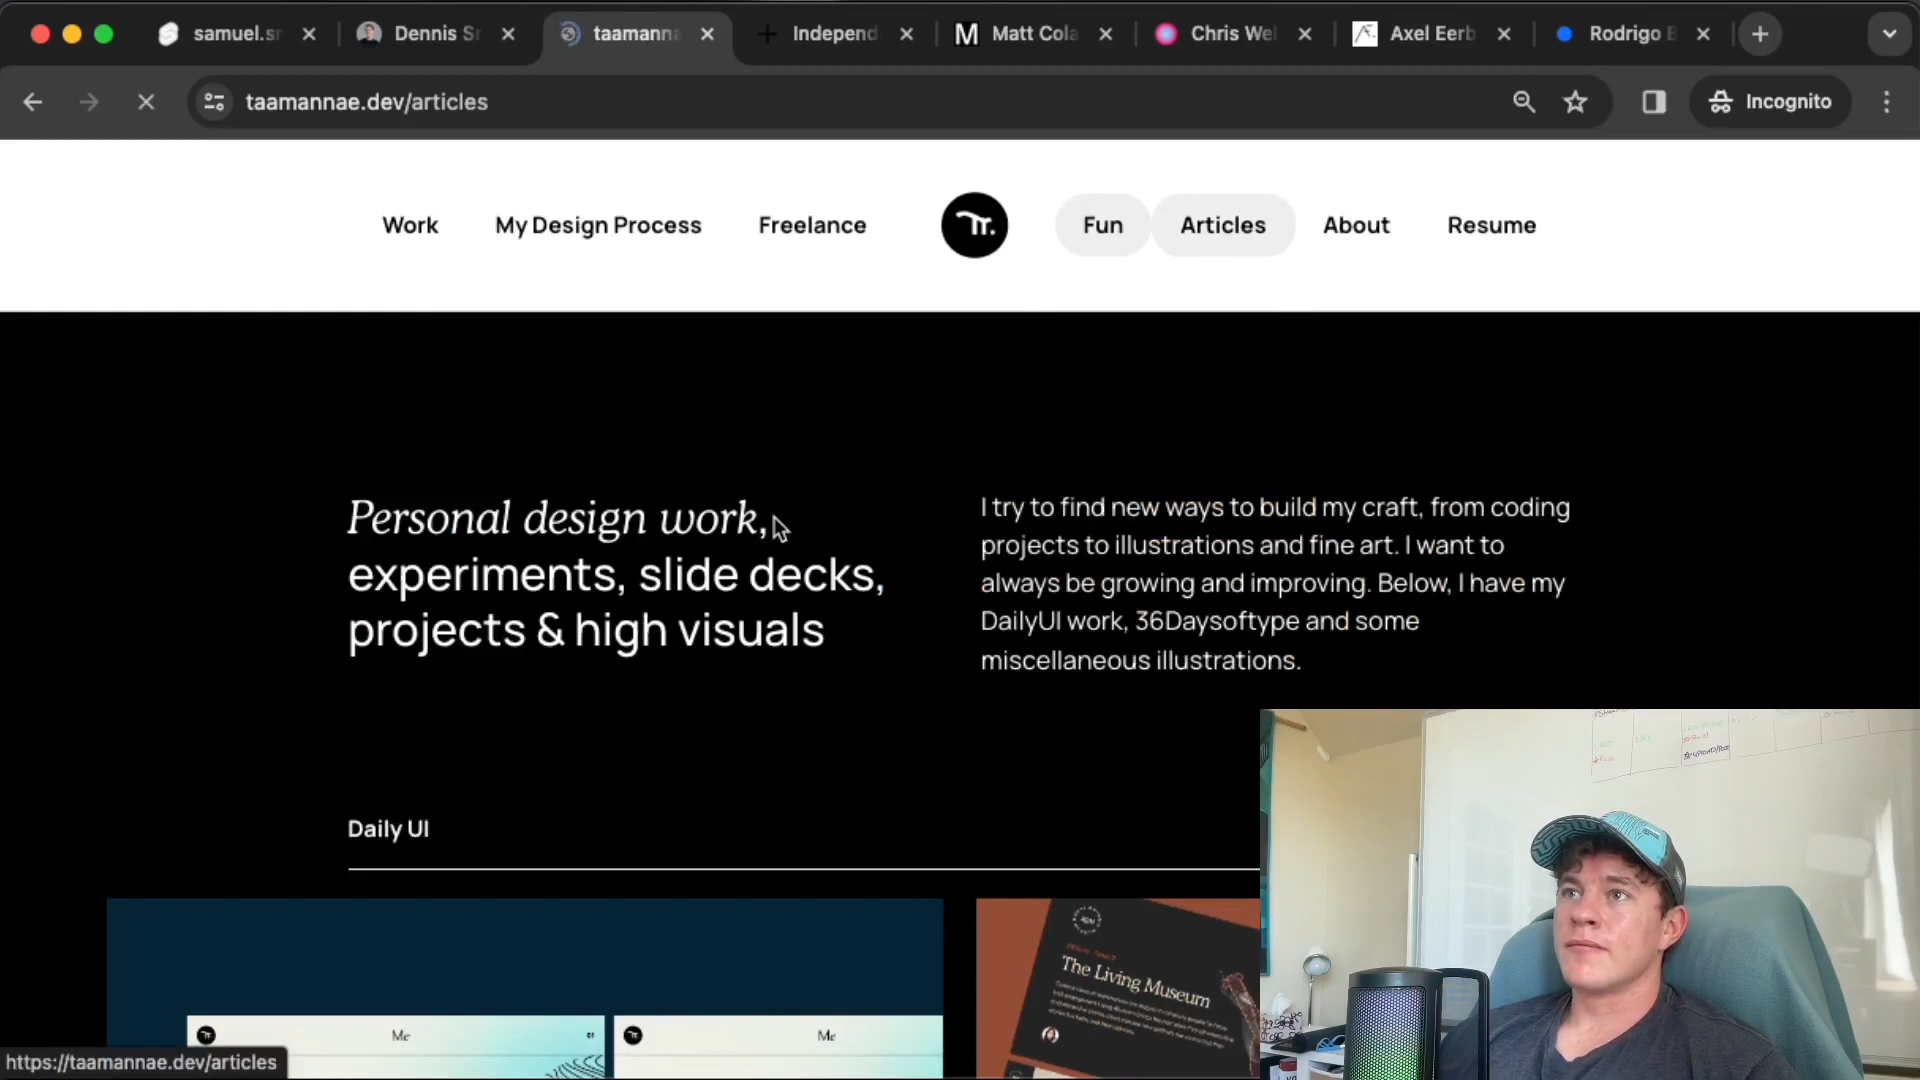 samuel.sr
Dennis Sr
taamanna
Independ
Matt Cola
Chris Wel
Axel Eerb
Rodrigo B
taamannae.dev/articles
Incognito
Work
My Design Process
Freelance
Fun
Articles
About
Resume
Personal design work,
experiments, slide decks,
projects & high visuals
I try to find new ways to build my craft, from coding
projects to illustrations and fine art. I want to
always be growing and improving. Below, I have my
DailyUI work, 36Daysoftype and some
miscellaneous illustrations.
Daily UI
Me
Me
The Living Museum
https://taamannae.dev/articles